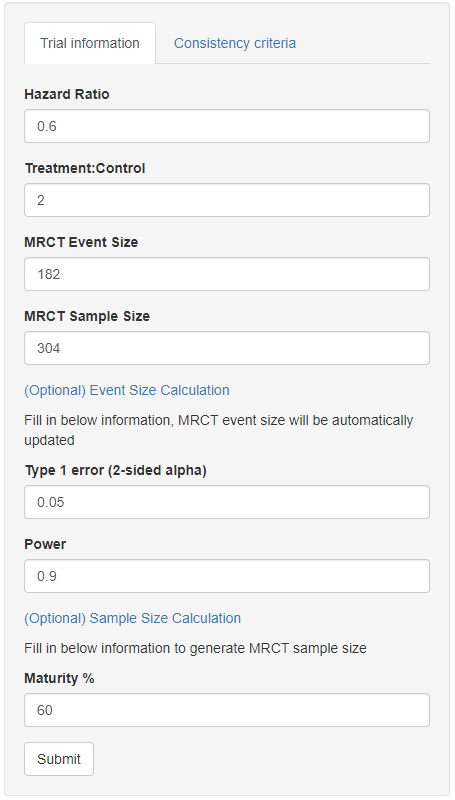 Trial information
Consistency criteria
Hazard Ratio
0.6
Treatment:Control
2
MRCT Event Size
182
MRCT Sample Size
304
(Optional) Event Size Calculation
Fill in below information, MRCT event size will be automatically
updated
Type 1 error (2-sided alpha)
0.05
Power
0.9
(Optional) Sample Size Calculation
Fill in below information to generate MRCT sample size
Maturity %
60
Submit